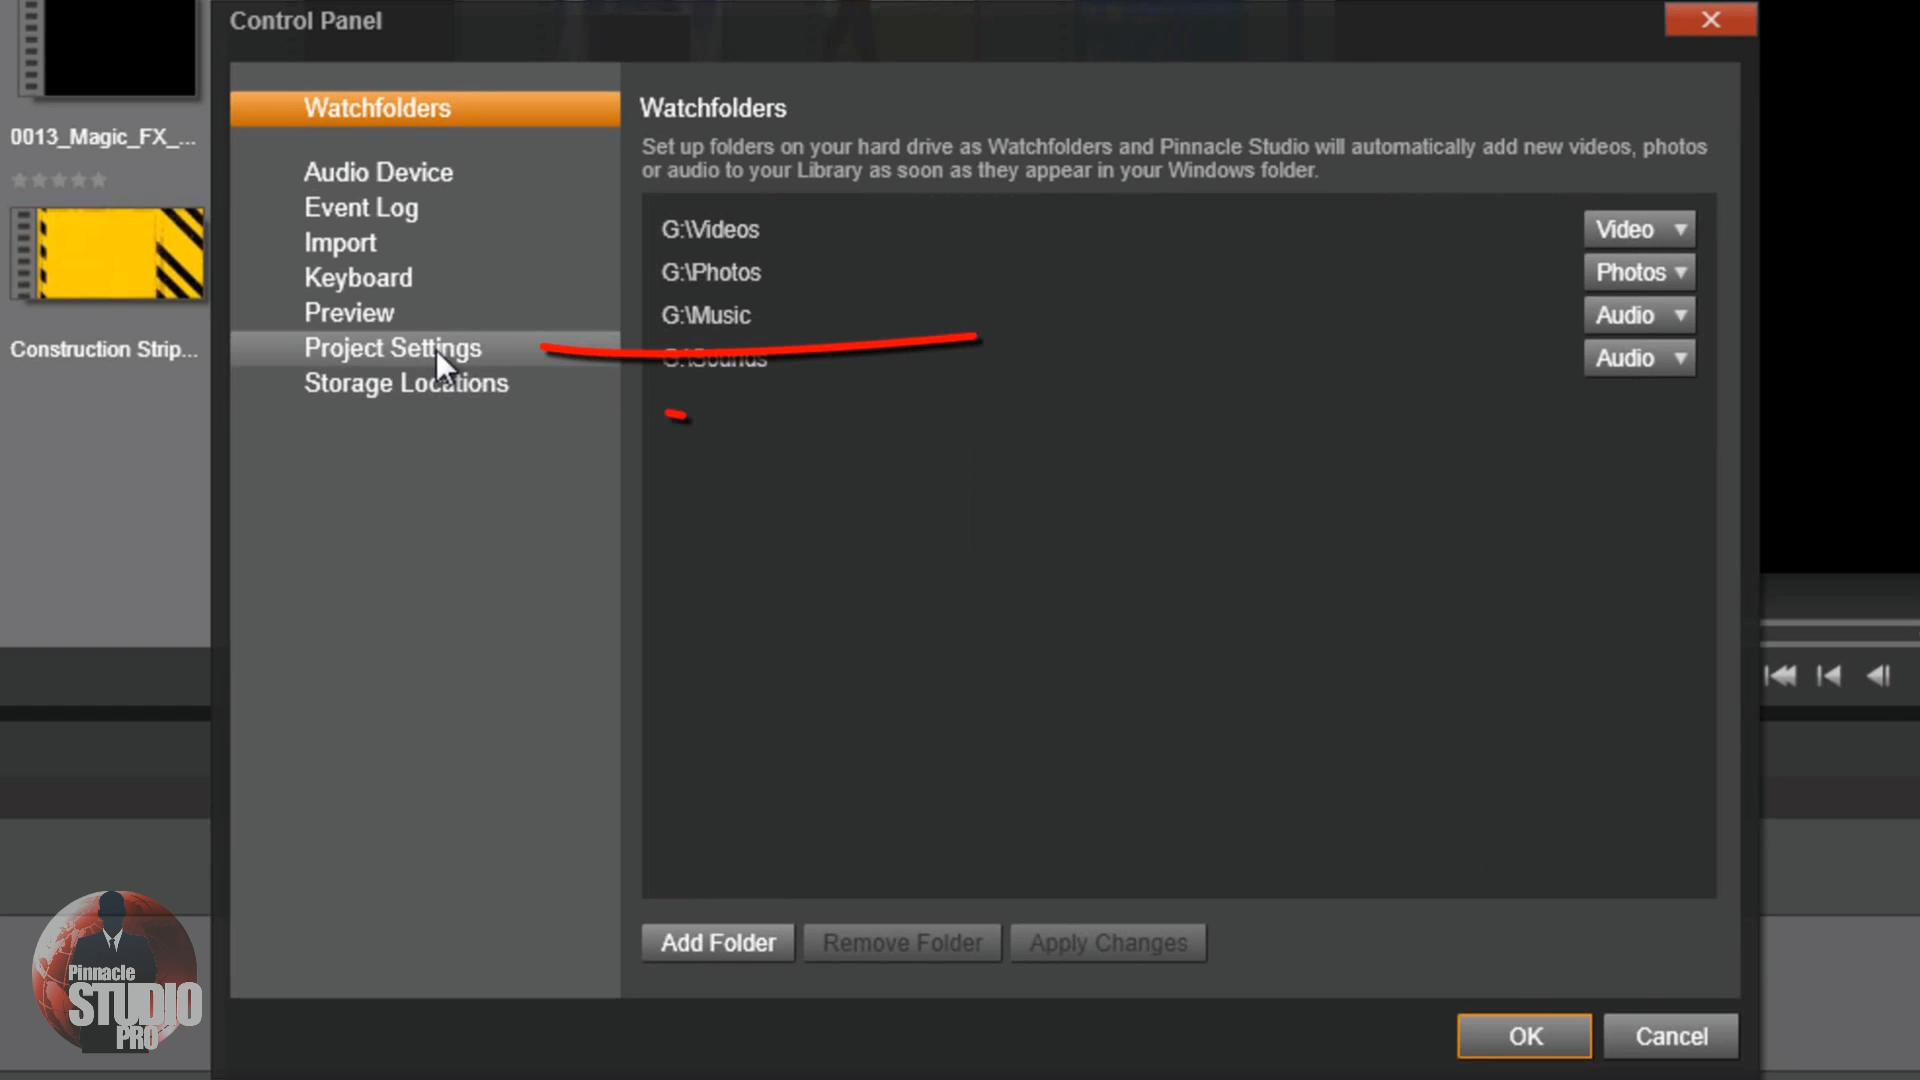 Control Panel
0013_Magic_FX_...
Construction Strip...
Watchfolders
Audio Device
Event Log
Import
Keyboard
Preview
Project Settings
Storage Locations
Watchfolders
Set up folders on your hard drive as Watchfolders and Pinnacle Studio will automatically add new videos, photos
or audio to your Library as soon as they appear in your Windows folder.
G:\Videos
Video
G:\Photos
Photos
G:\Music
Audio
G:\Sounds
Audio
Add Folder
Remove Folder
Apply Changes
OK
Cancel
Pinnacle
STUDIO
PRO